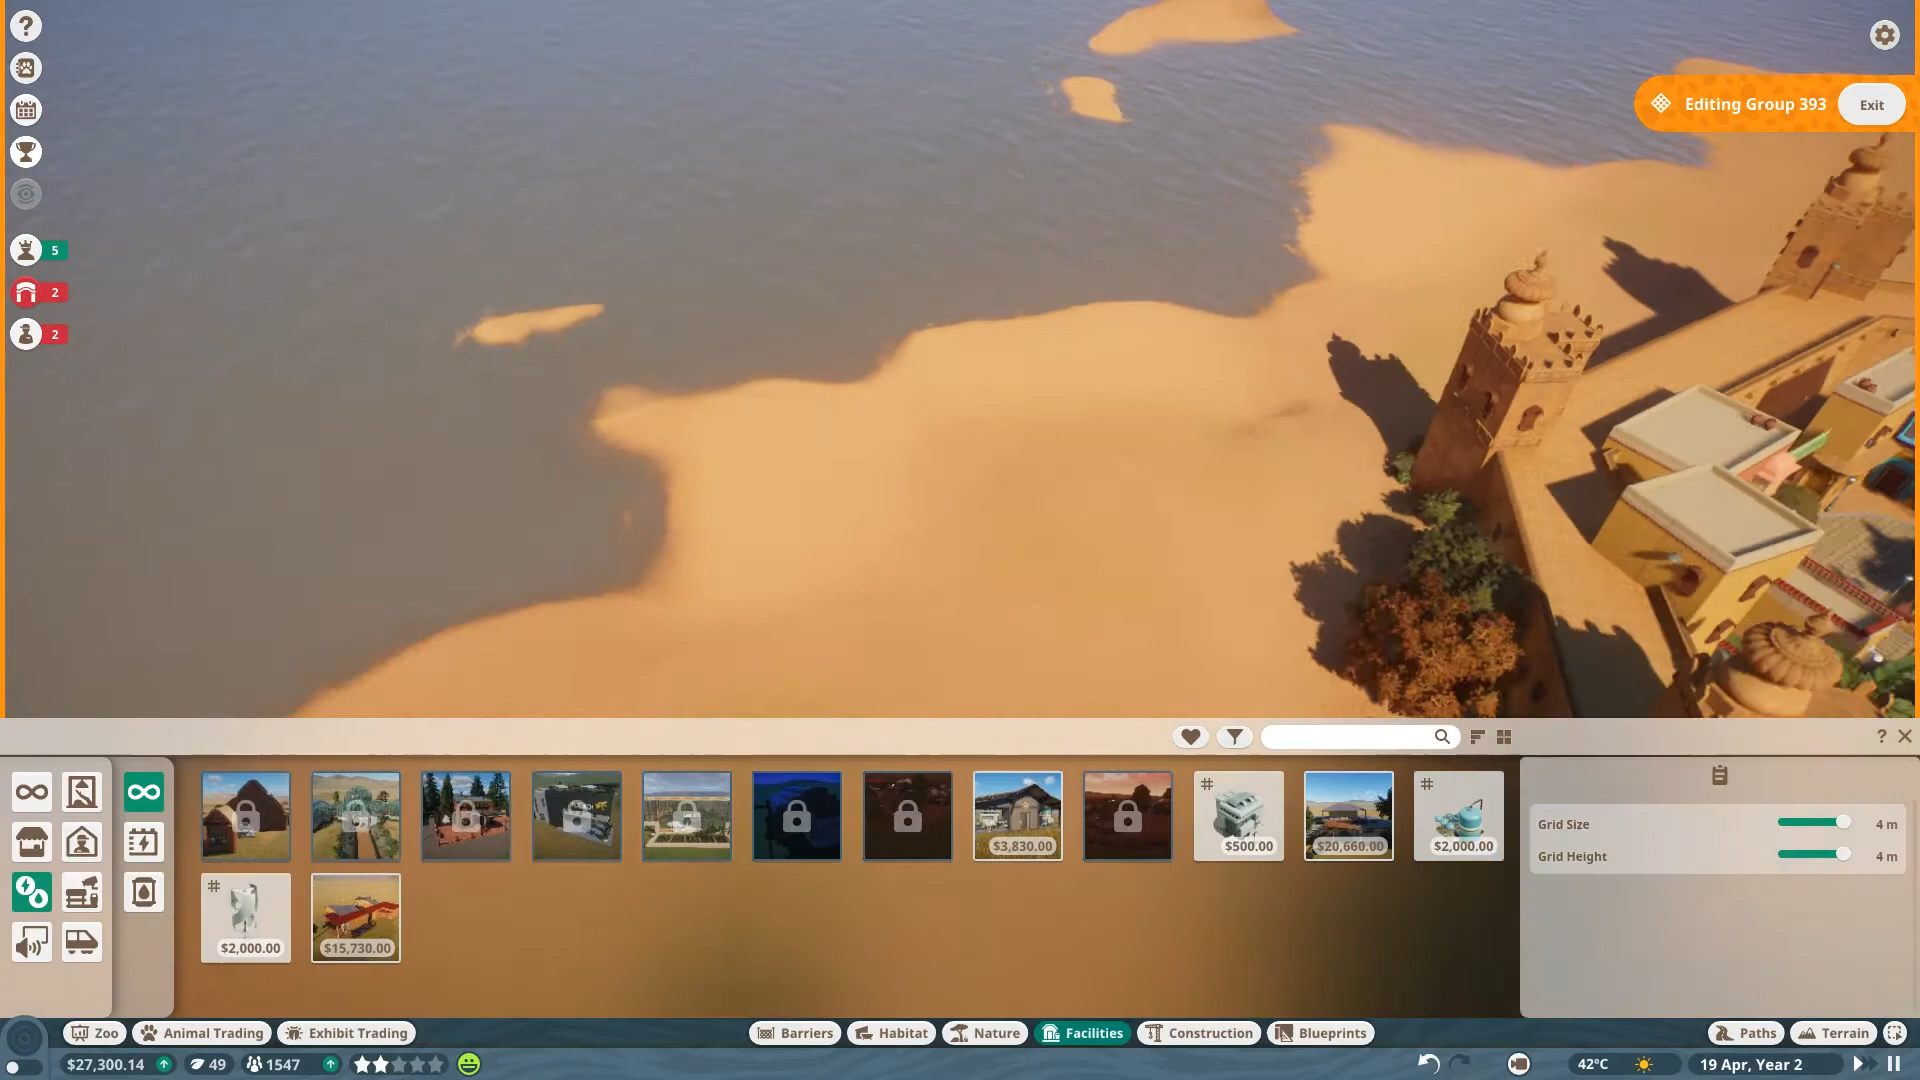 ?
Editing Group 393
Exit
5
2
2
? 
$3,830.00
#
$500.00
$20,660.00
#
$2,000.00
#
$2,000.00
$15,730.00
Grid Size
4 m
Grid Height
4 m
Zoo
Animal Trading
Exhibit Trading
Barriers
Habitat
Nature
Facilities
Construction
Blueprints
Paths
Terrain
$27,300.14
49
1547
42°C
19 Apr, Year 2